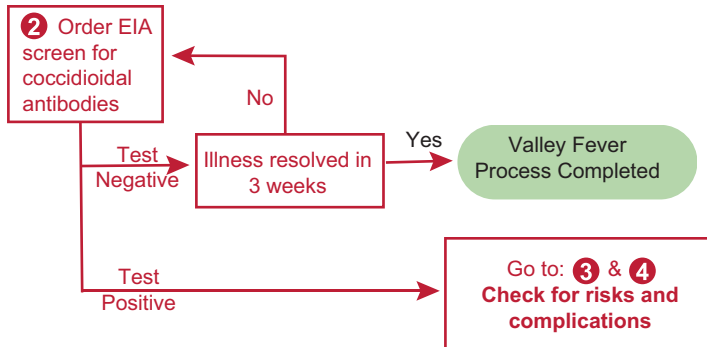 2 Order EIA
screen for
coccidioidal
antibodies
No
Test
Negative
Illness resolved in
3 weeks
Yes
Valley Fever
Process Completed
Test
Positive
Go to: 3 & 4
Check for risks and
complications